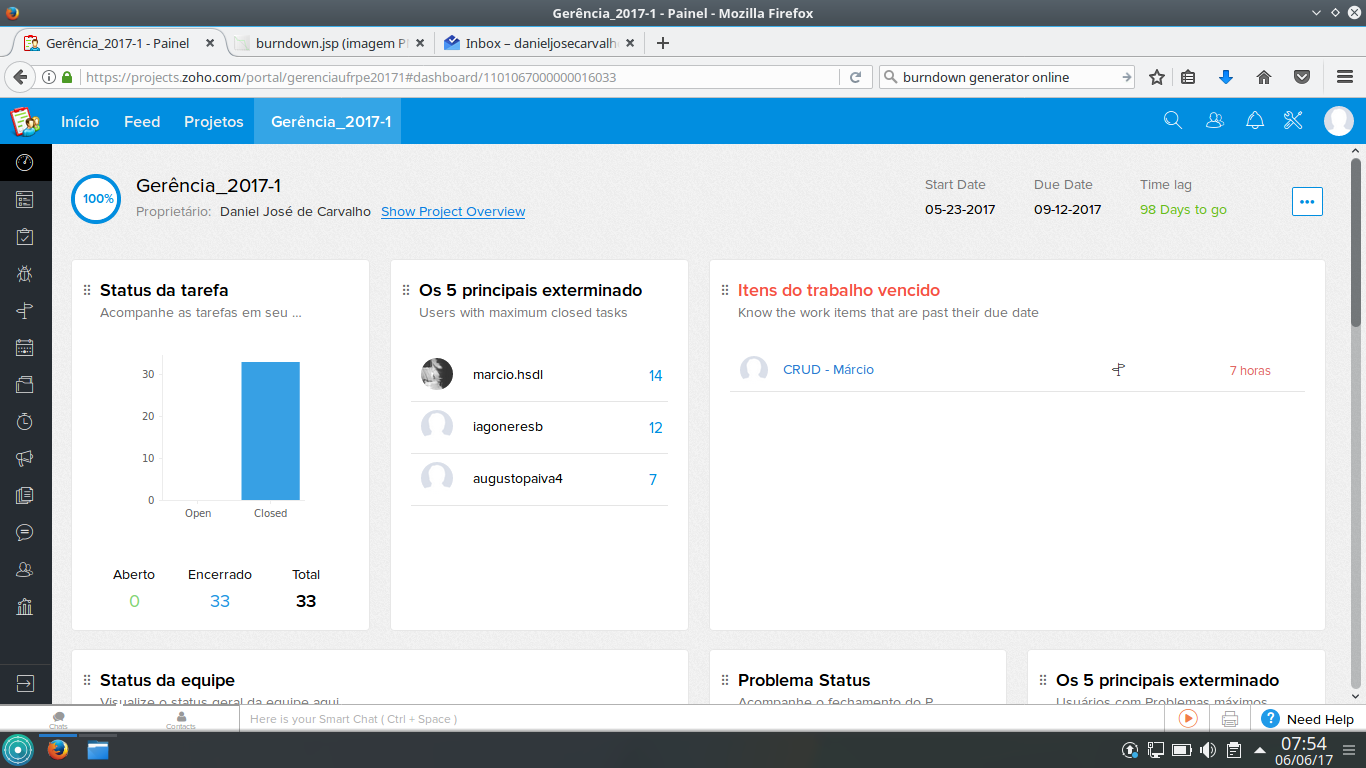 Gerência_2017-1 - Painel - Mozilla Firefox
Gerência_2017-1 - Painel
burndown.jsp (imagem P
Inbox – danieljosecarvalh
https://projects.zoho.com/portal/gerenciaufrpe20171#dashboard/1101067000000016033
burndown generator online
Início Feed Projetos Gerência_2017-1
100%
Gerência_2017-1
Proprietário: Daniel José de Carvalho Show Project Overview
Start Date Due Date Time lag
05-23-2017 09-12-2017 98 Days to go
Status da tarefa
Acompanhe as tarefas em seu ...
30
20
10
0
Open Closed
Aberto Encerrado Total
0 33 33
Os 5 principais exterminado
Users with maximum closed tasks
marcio.hsdl 14
iagoneresb 12
augustopaiva4 7
Itens do trabalho vencido
Know the work items that are past their due date
CRUD - Márcio 7 horas
Status da equipe
Visualize o status geral da equipe aqui
Problema Status
Acompanhe o fechamento do P
Os 5 principais exterminado
Usuários com Problemas máximos
Chats Contacts Here is your Smart Chat ( Ctrl + Space ) Need Help
07:54
06/06/17